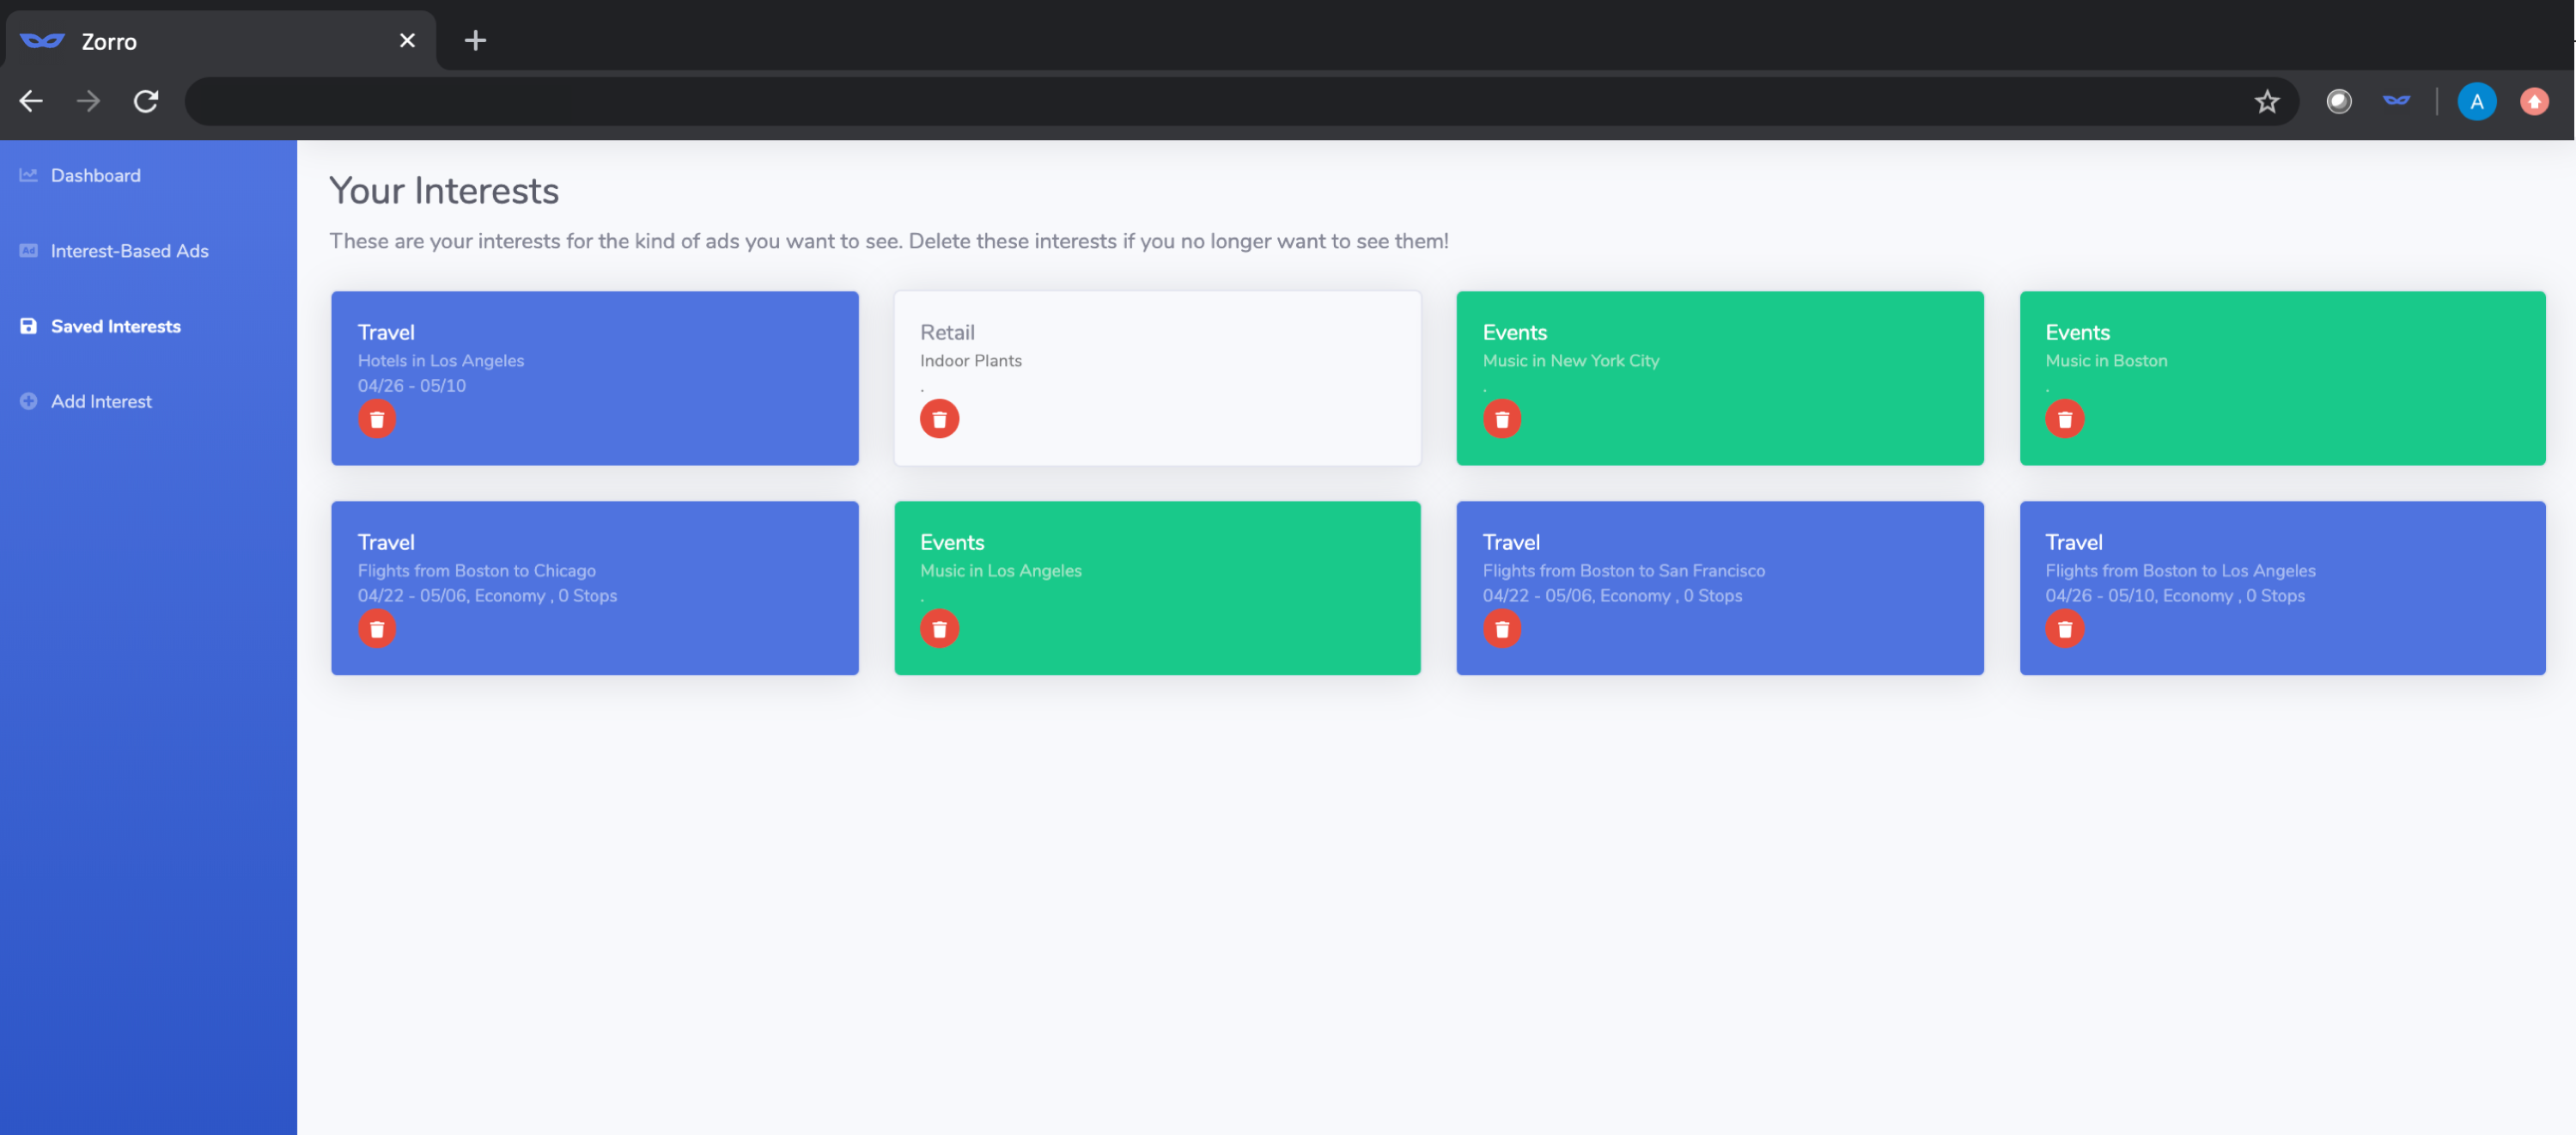 Zorro
A
Dashboard
Interest-Based Ads
Saved Interests
Add Interest
Your Interests
These are your interests for the kind of ads you want to see. Delete these interests if you no longer want to see them!
Travel
Hotels in Los Angeles
04/26 - 05/10
Retail
Indoor Plants
.
Events
Music in New York City
.
Events
Music in Boston
.
Travel
Flights from Boston to Chicago
04/22 - 05/06, Economy , 0 Stops
Events
Music in Los Angeles
.
Travel
Flights from Boston to San Francisco
04/22 - 05/06, Economy , 0 Stops
Travel
Flights from Boston to Los Angeles
04/26 - 05/10, Economy , 0 Stops